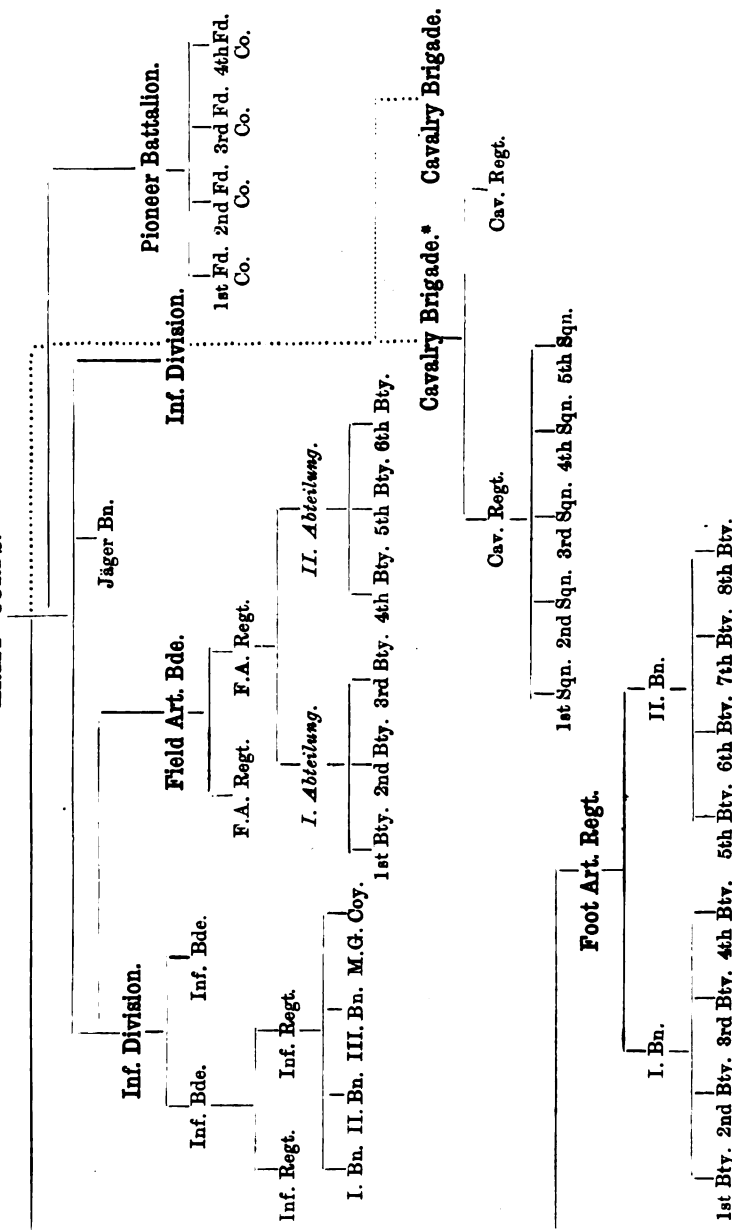 Pioneer Battalion.
1st Fd. 2nd Fd. 3rd Fd. 4th Fd.
Co. Co. Co. Co.
Inf. Division.
Jäger Bn.
Cavalry Brigade.* Cavalry Brigade.
Cav. Regt. Cav. Regt.
1st Sqn. 2nd Sqn. 3rd Sqn. 4th Sqn. 5th Sqn.
Field Art. Bde.
F.A. Regt. F.A. Regt.
I. Abteilung. II. Abteilung.
1st Bty. 2nd Bty. 3rd Bty. 4th Bty. 5th Bty. 6th Bty.
Inf. Division.
Inf. Bde. Inf. Bde.
Inf. Regt. Inf. Regt.
I. Bn. II. Bn. III. Bn. M.G. Coy.
Foot Art. Regt.
I. Bn. II. Bn.
1st Bty. 2nd Bty. 3rd Bty. 4th Bty. 5th Bty. 6th Bty. 7th Bty. 8th Bty.